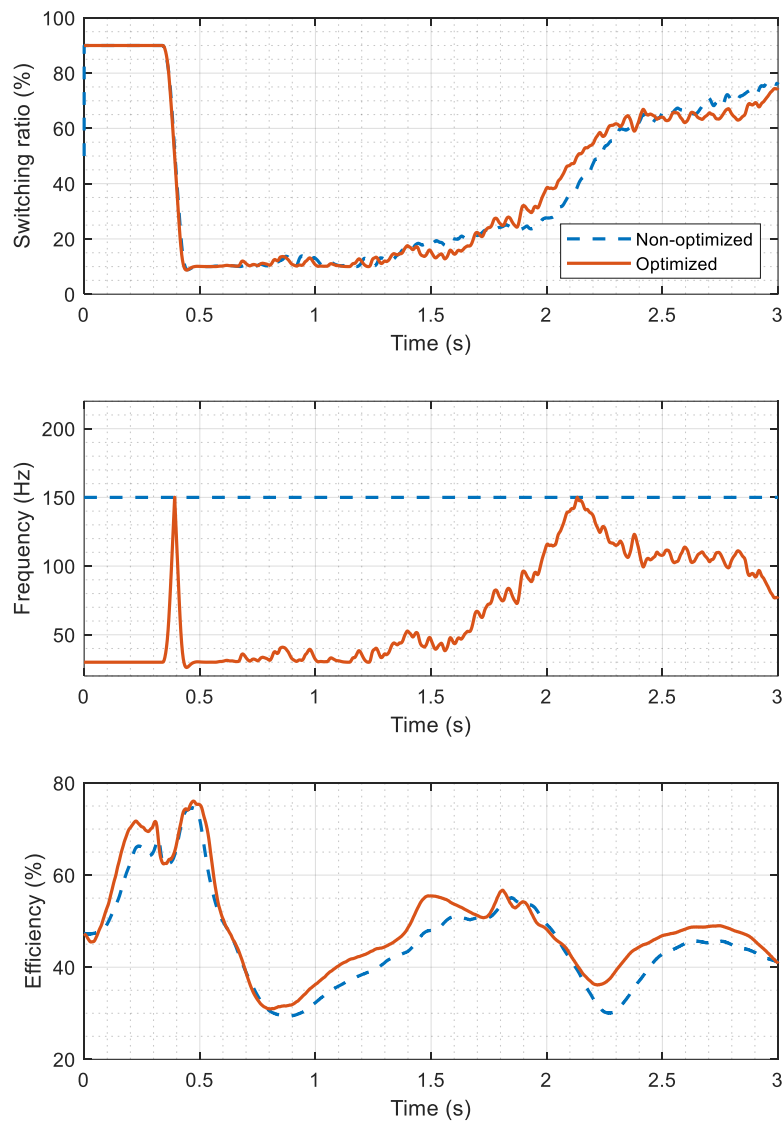 100
80
60
40
20
0
Switching ratio (%)
Non-optimized
Optimized
0 0.5 1 1.5 2 2.5 3
Time (s)
200
150
100
50
Frequency (Hz)
0 0.5 1 1.5 2 2.5 3
Time (s)
80
60
40
20
Efficiency (%)
0 0.5 1 1.5 2 2.5 3
Time (s)